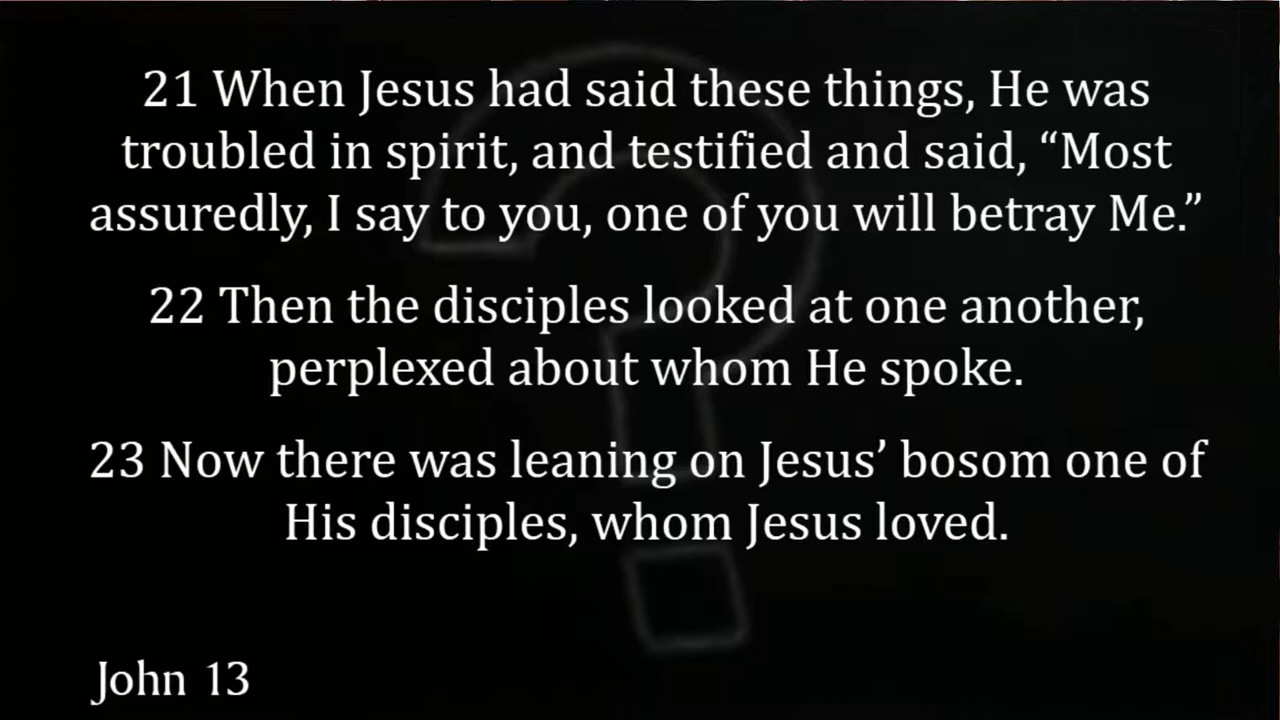 21 When Jesus had said these things, He was
troubled in spirit, and testified and said, “Most
assuredly, I say to you, one of you will betray Me.”
22 Then the disciples looked at one another,
perplexed about whom He spoke.
23 Now there was leaning on Jesus’ bosom one of
His disciples, whom Jesus loved.
John 13